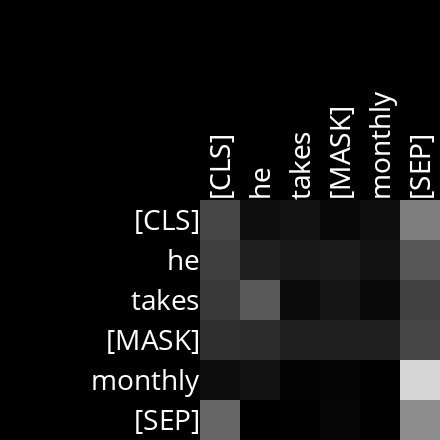 [CLS] he takes [MASK] monthly [SEP]
[CLS]
he
takes
[MASK]
monthly
[SEP]